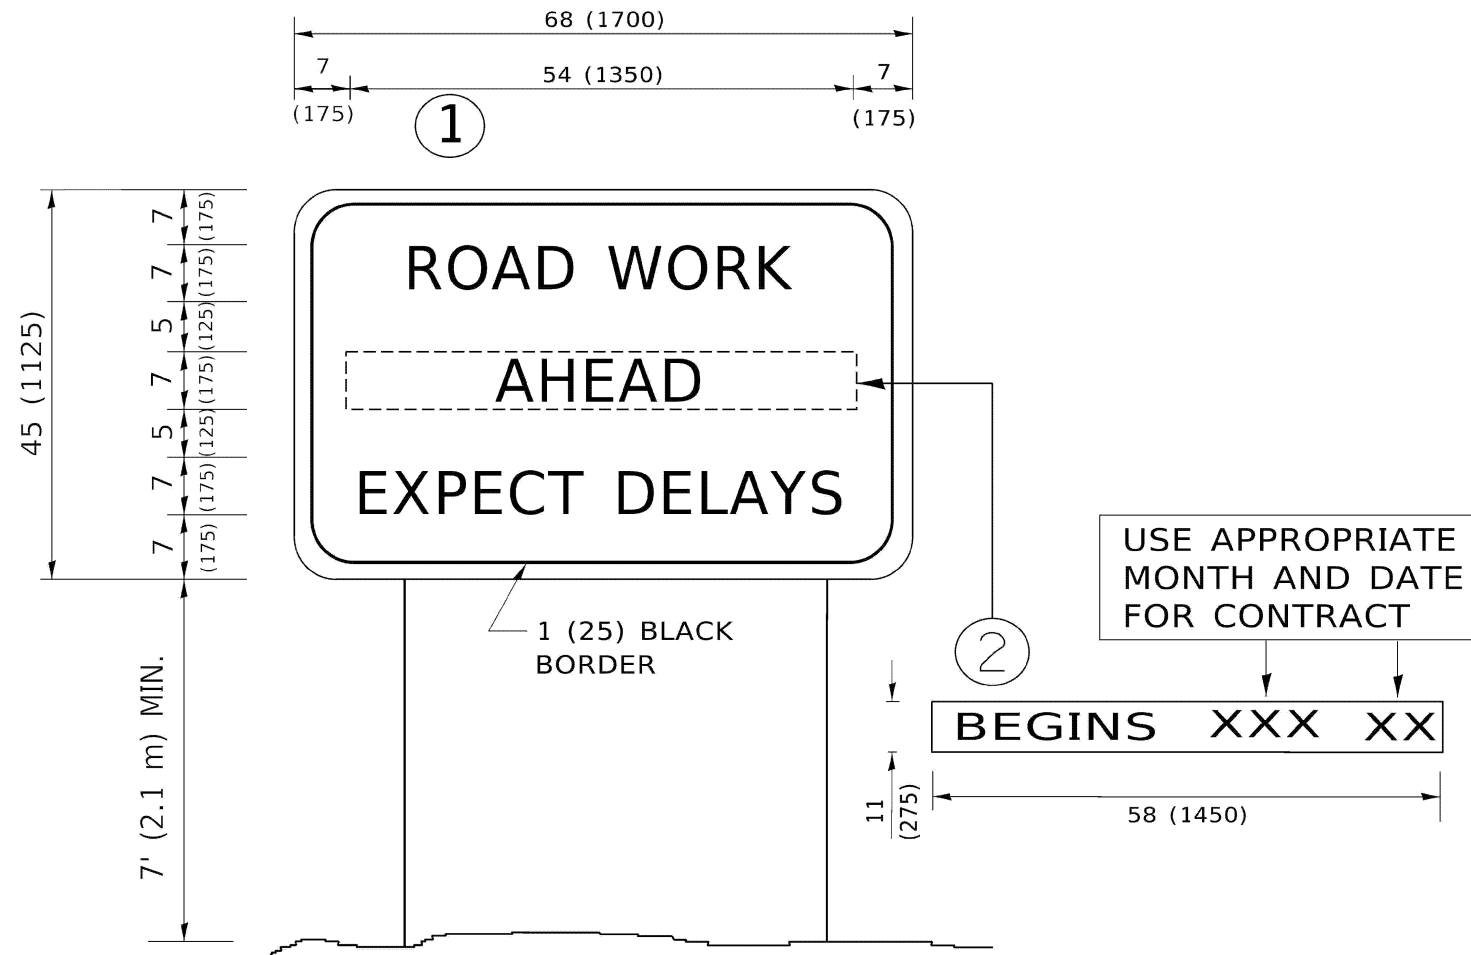 68 (1700)
7
54 (1350)
7
(175)
(175)
1
45 (1125)
7
(175)
7
(175)
5
(125)
7
(175)
5
(125)
7
(175)
7
(175)
ROAD WORK
AHEAD
EXPECT DELAYS
1 (25) BLACK
BORDER
7' (2.1 m) MIN.
2
USE APPROPRIATE
MONTH AND DATE
FOR CONTRACT
BEGINS XXX XX
11
(275)
58 (1450)